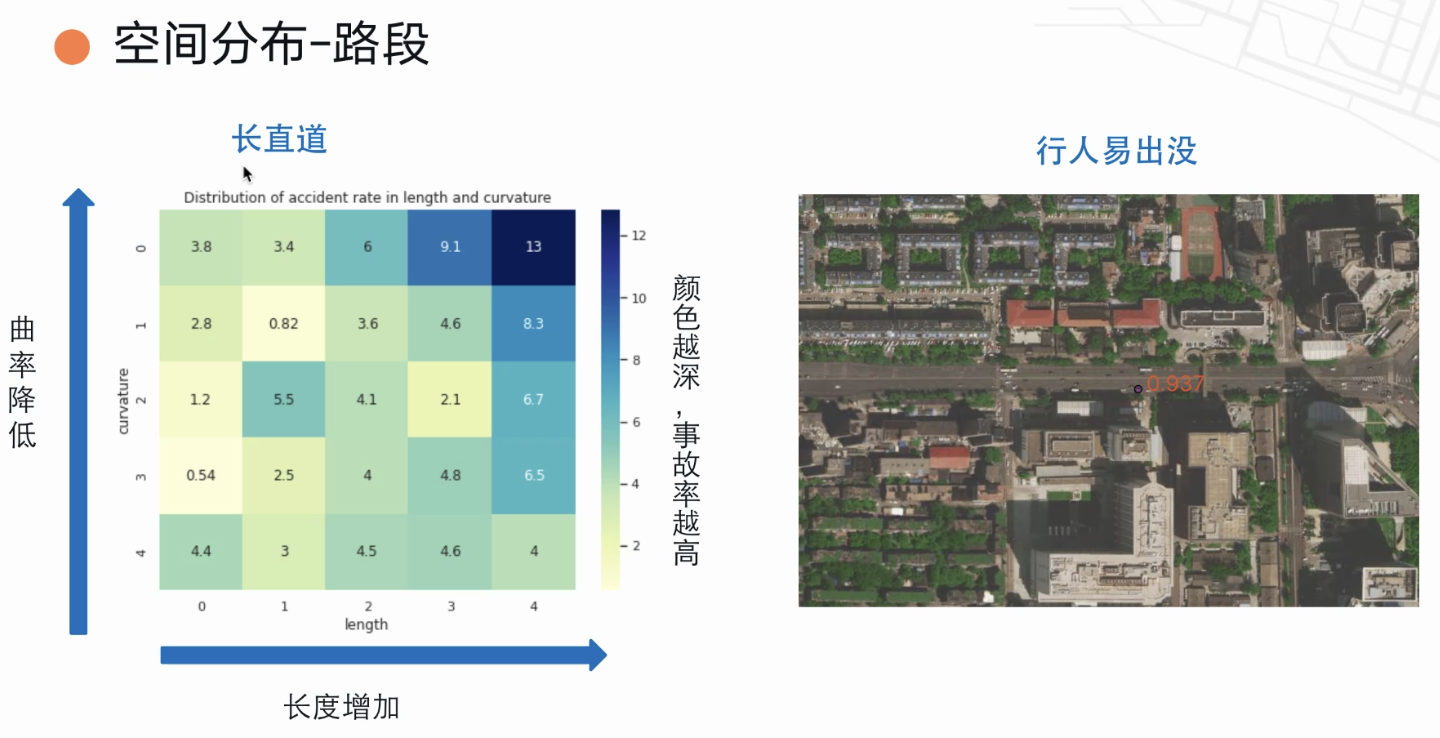 空间分布-路段
长直道
Distribution of accident rate in length and curvature
曲率降低
curvature
0 3.8 3.4 6 9.1 13
1 2.8 0.82 3.6 4.6 8.3
2 1.2 5.5 4.1 2.1 6.7
3 0.54 2.5 4 4.8 6.5
4 4.4 3 4.5 4.6 4
0 1 2 3 4
length
长度增加
12
10
8
6
4
2
颜色越深，事故率越高
行人易出没
0.937